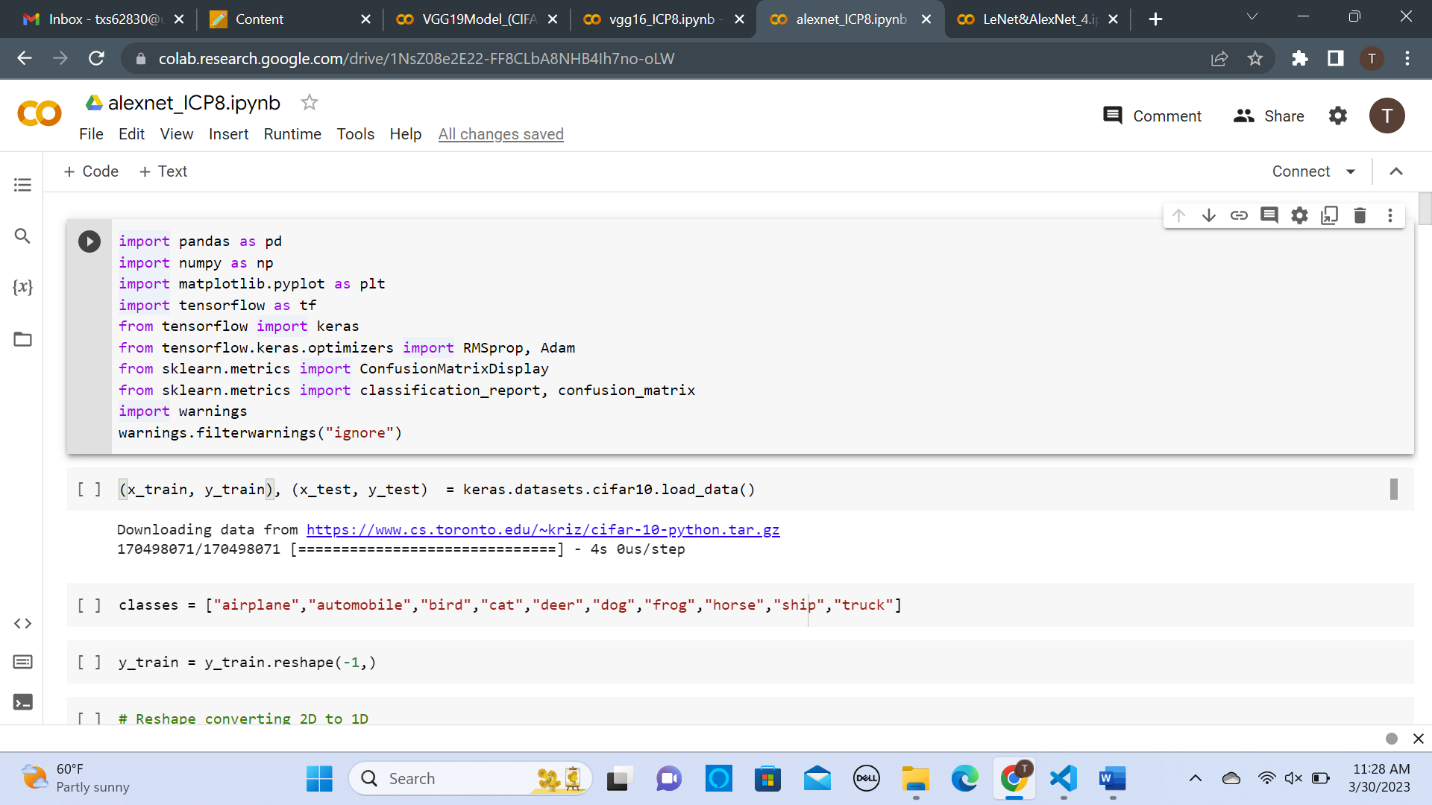 Inbox - txs62830@u
Content
VGG19Model_(CIFA
vgg16_ICP8.ipynb -
alexnet_ICP8.ipynb
LeNet&AlexNet_4.i
colab.research.google.com/drive/1NsZ08e2E22-FF8CLbA8NHB4Ih7no-oLW
T
CO
alexnet_ICP8.ipynb
Comment
Share
T
File Edit View Insert Runtime Tools Help All changes saved
+ Code + Text
Connect
import pandas as pd
import numpy as np
import matplotlib.pyplot as plt
import tensorflow as tf
from tensorflow import keras
from tensorflow.keras.optimizers import RMSprop, Adam
from sklearn.metrics import ConfusionMatrixDisplay
from sklearn.metrics import classification_report, confusion_matrix
import warnings
warnings.filterwarnings("ignore")
{x}
[ ] (x_train, y_train), (x_test, y_test)  = keras.datasets.cifar10.load_data()
Downloading data from https://www.cs.toronto.edu/~kriz/cifar-10-python.tar.gz
170498071/170498071 [==============================] - 4s 0us/step
[ ] classes = ["airplane","automobile","bird","cat","deer","dog","frog","horse","ship","truck"]
[ ] y_train = y_train.reshape(-1,)
[ ] # Reshape converting 2D to 1D
60°F
Partly sunny
Search
DELL
T
W
11:28 AM
3/30/2023